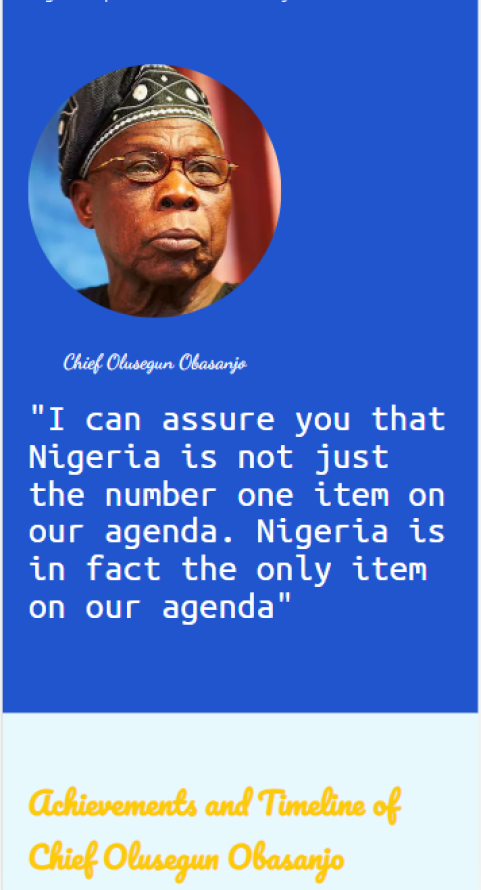 Chief Olusegun Obasanjo
"I can assure you that
Nigeria is not just
the number one item on
our agenda. Nigeria is
in fact the only item
on our agenda"
Achievements and Timeline of
Chief Olusegun Obasanjo